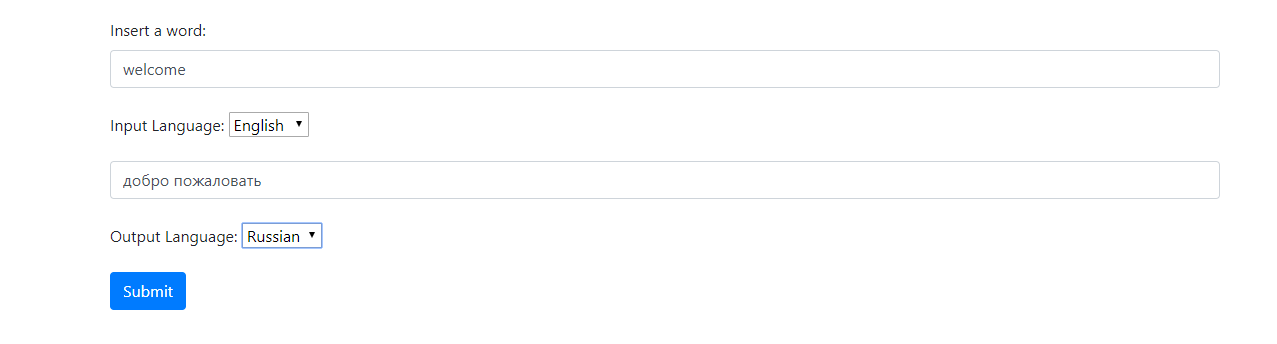 Insert a word:
welcome
Input Language: English
добро пожаловать
Output Language: Russian
Submit